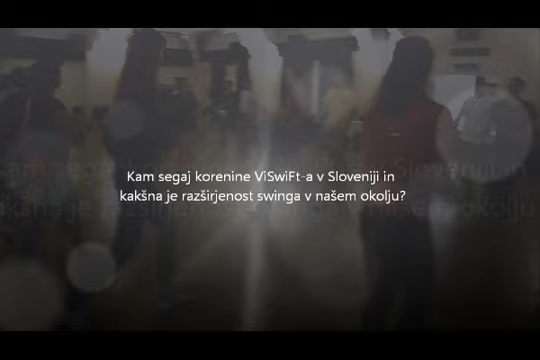 Kam segaj korenine ViSwiFt-a v Sloveniji in
kakšna je razširjenost swinga v našem okolju?